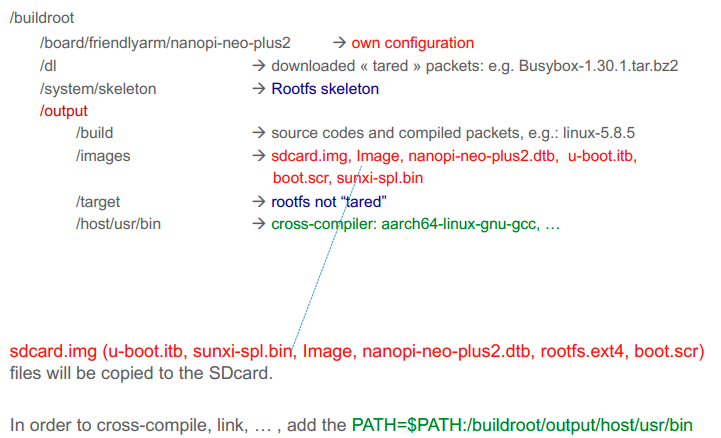 /buildroot
/board/friendlyarm/nanopi-neo-plus2 → own configuration
/dl → downloaded « tared » packets: e.g. Busybox-1.30.1.tar.bz2
/system/skeleton → Rootfs skeleton
/output
/build → source codes and compiled packets, e.g.: linux-5.8.5
/images → sdcard.img, Image, nanopi-neo-plus2.dtb, u-boot.itb,
boot.scr, sunxi-spl.bin
/target → rootfs not “tared”
/host/usr/bin → cross-compiler: aarch64-linux-gnu-gcc, …
sdcard.img (u-boot.itb, sunxi-spl.bin, Image, nanopi-neo-plus2.dtb, rootfs.ext4, boot.scr)
files will be copied to the SDcard.
In order to cross-compile, link, … , add the PATH=$PATH:/buildroot/output/host/usr/bin